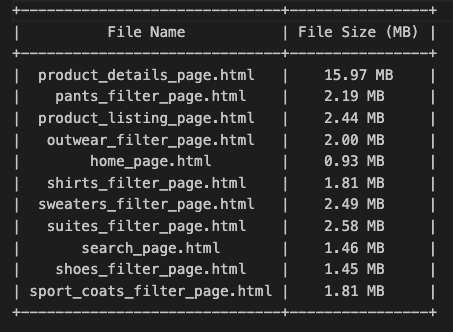 +------------------------------+----------------+
| File Name | File Size (MB) |
+------------------------------+----------------+
| product_details_page.html | 15.97 MB |
| pants_filter_page.html | 2.19 MB |
| product_listing_page.html | 2.44 MB |
| outwear_filter_page.html | 2.00 MB |
| home_page.html | 0.93 MB |
| shirts_filter_page.html | 1.81 MB |
| sweaters_filter_page.html | 2.49 MB |
| suites_filter_page.html | 2.58 MB |
| search_page.html | 1.46 MB |
| shoes_filter_page.html | 1.45 MB |
| sport_coats_filter_page.html | 1.81 MB |
+------------------------------+----------------+